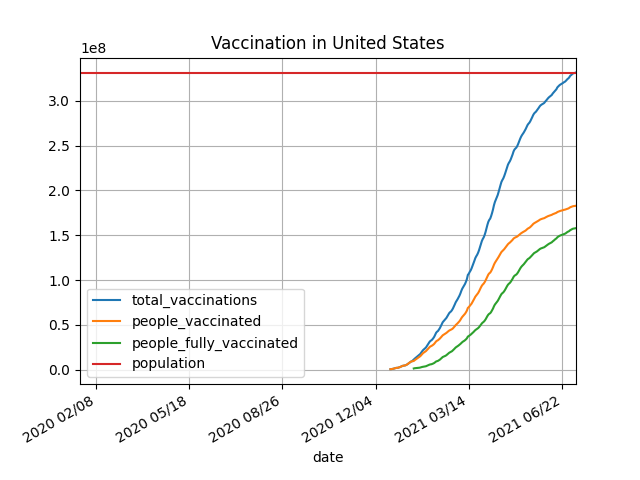 Vaccination in United States
1e8
3.0
2.5
2.0
1.5
1.0
0.5
0.0
total_vaccinations
people_vaccinated
people_fully_vaccinated
population
2020 02/08
2020 05/18
2020 08/26
2020 12/04
2021 03/14
2021 06/22
date